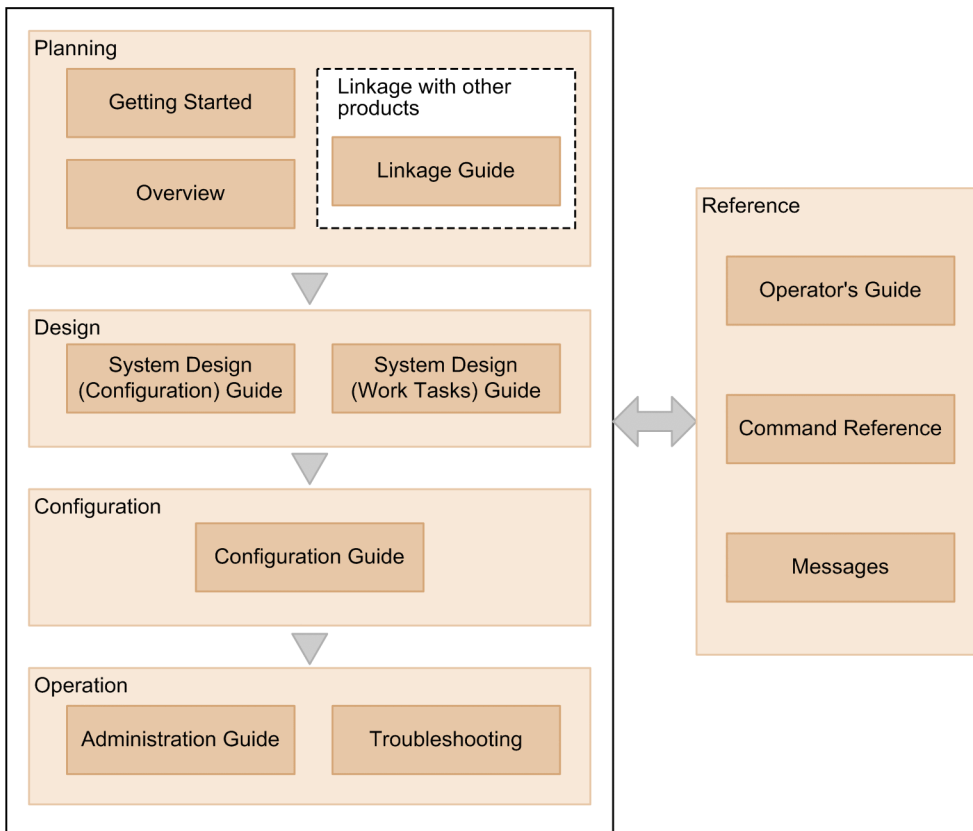 Planning
Getting Started
Overview
Linkage with other
products
Linkage Guide
Design
System Design
(Configuration) Guide
System Design
(Work Tasks) Guide
Configuration
Configuration Guide
Operation
Administration Guide
Troubleshooting
Reference
Operator's Guide
Command Reference
Messages